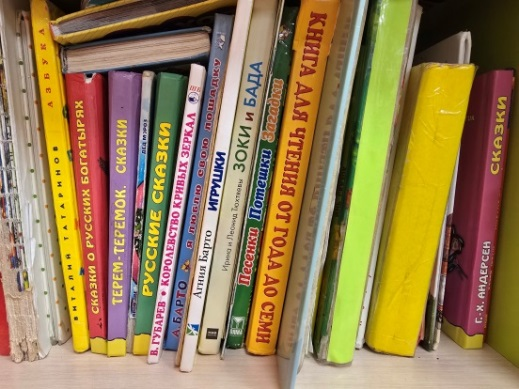 АЗБУКА ВИТАЛИЙ ТАТАРИНОВ
СКАЗКИ О РУССКИХ БОГАТЫРЯХ
ТЕРЕМ-ТЕРЕМОК. СКАЗКИ
ДЕД МОРОЗ
РУССКИЕ СКАЗКИ
В. ГУБАРЕВ • КОРОЛЕВСТВО КРИВЫХ ЗЕРКАЛ
А. БАРТО Я люблю свою лошадку
Агния Барто ИГРУШКИ
Ирина и Леонид Тюхтяевы ЗОКИ и БАДА
Песенки Потешки Загадки
КНИГА ДЛЯ ЧТЕНИЯ ОТ ГОДА ДО СЕМИ
Г.-Х. АНДЕРСЕН СКАЗКИ